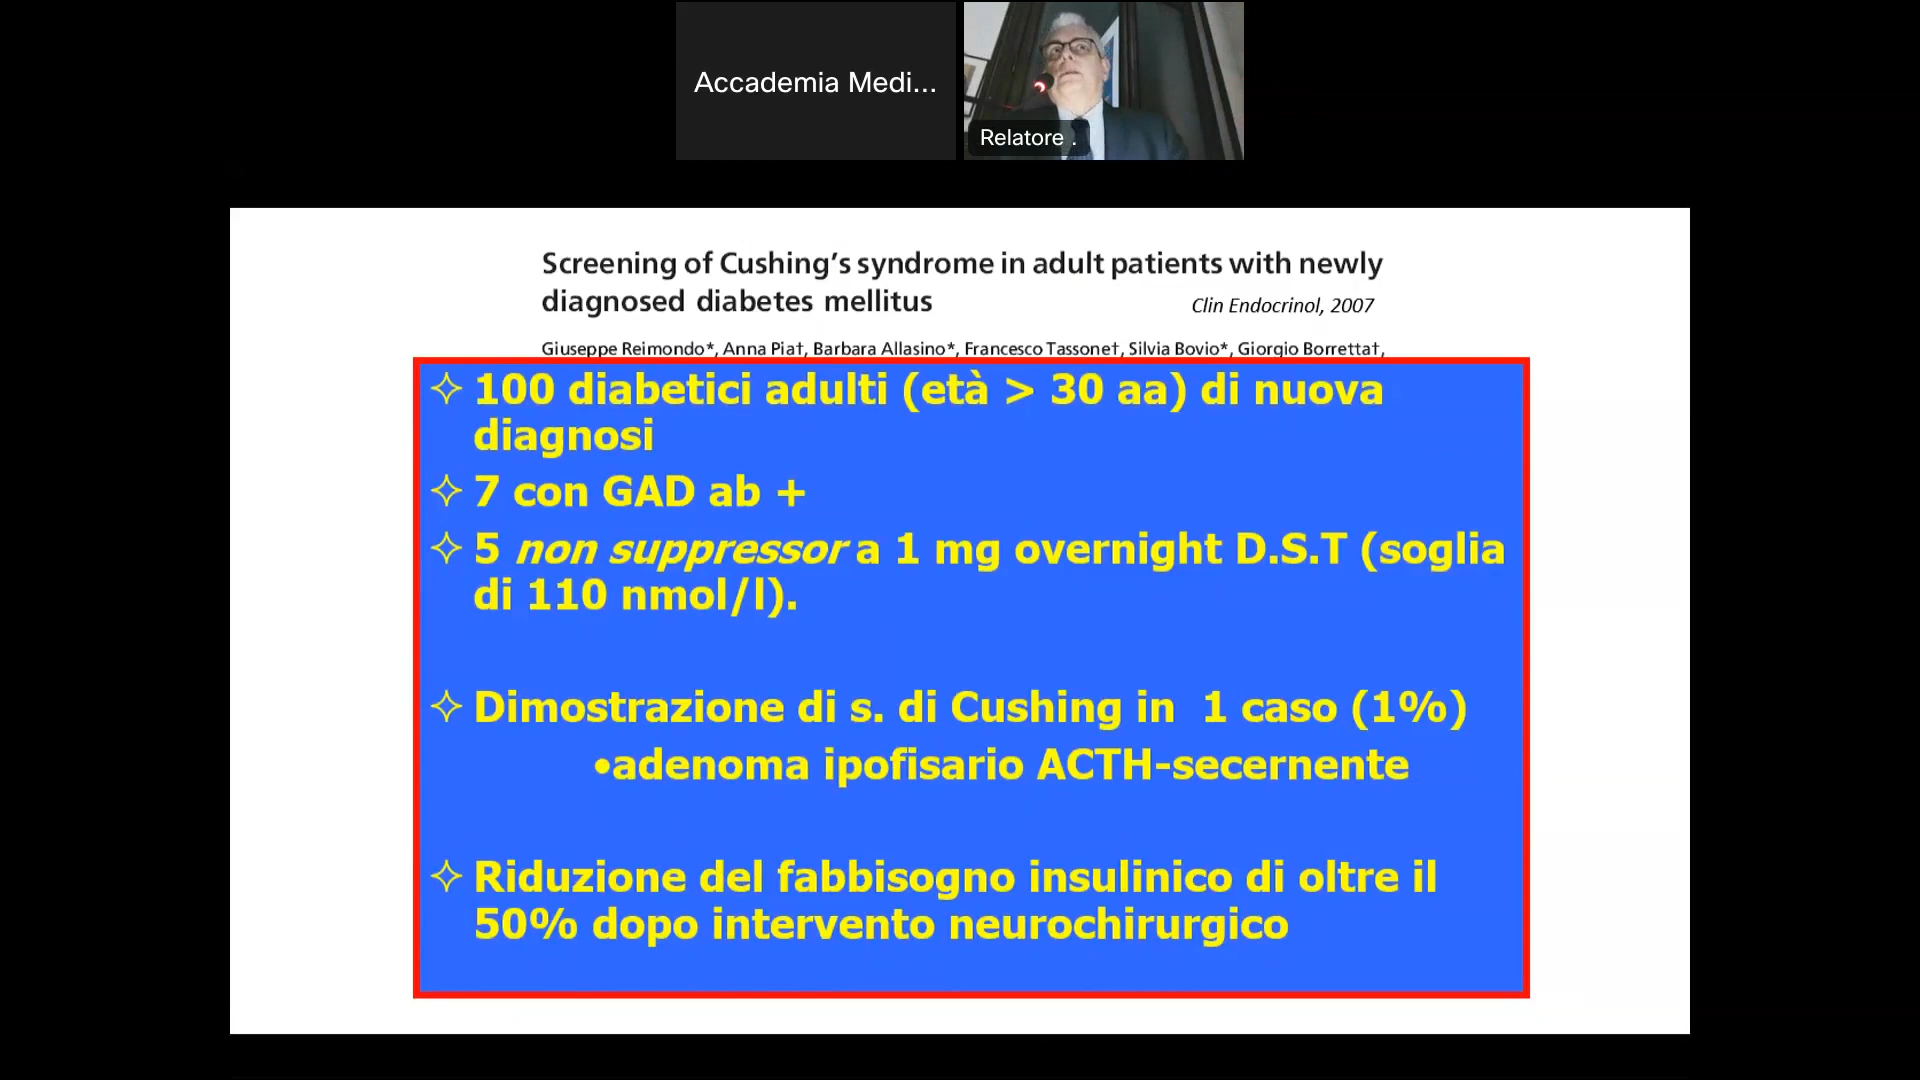 Accademia Medi...
Relatore .
Screening of Cushing's syndrome in adult patients with newly
diagnosed diabetes mellitus
Clin Endocrinol, 2007
Giuseppe Reimondo*, Anna Pia†, Barbara Allasino*, Francesco Tassone†, Silvia Bovio*, Giorgio Borretta†,
✧ 100 diabetici adulti (età > 30 aa) di nuova
diagnosi
✧ 7 con GAD ab +
✧ 5 non suppressor a 1 mg overnight D.S.T (soglia
di 110 nmol/l).
✧ Dimostrazione di s. di Cushing in 1 caso (1%)
•adenoma ipofisario ACTH-secernente
✧ Riduzione del fabbisogno insulinico di oltre il
50% dopo intervento neurochirurgico